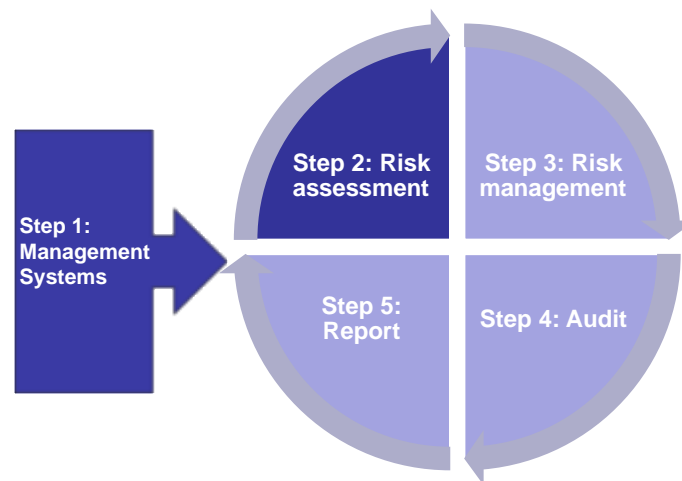 Step 1:
Management
Systems
Step 2: Risk
assessment
Step 3: Risk
management
Step 4: Audit
Step 5:
Report